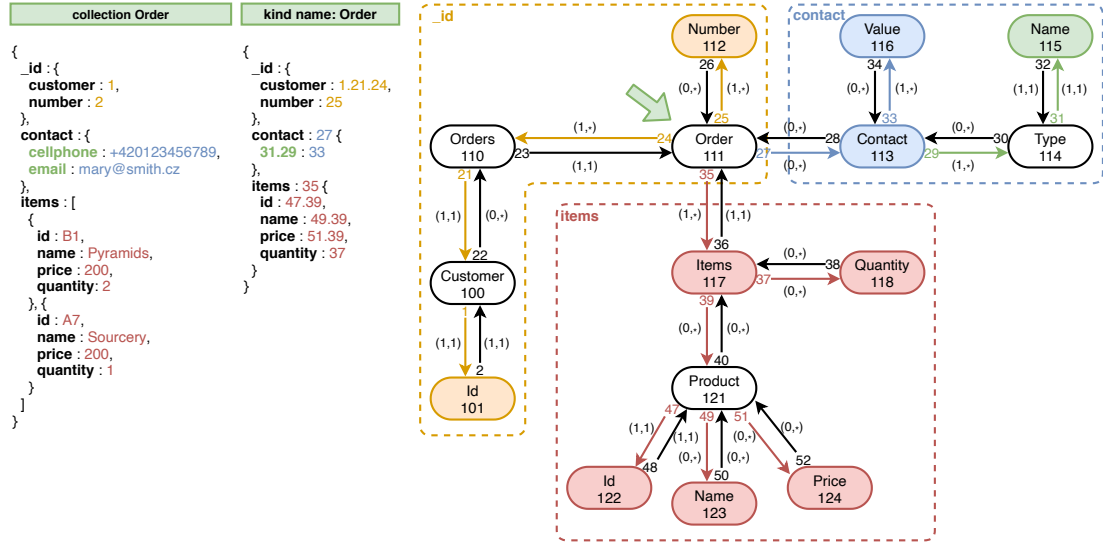 collection Order
{
_id : {
customer : 1,
number : 2
},
contact : {
cellphone : +420123456789,
email : mary@smith.cz
},
items : [
{
id : B1,
name : Pyramids,
price : 200,
quantity: 2
}, {
id : A7,
name : Sourcery,
price : 200,
quantity : 1
}
]
}
kind name: Order
{
_id : {
customer : 1.21.24,
number : 25
},
contact : 27 {
31.29 : 33
},
items : 35 {
id : 47.39,
name : 49.39,
price : 51.39,
quantity : 37
}
}
_id
Number
112
26
(0,*)
(1,*)
25
Orders
110
(1,*)
24
23
(1,1)
Order
111
21
(1,1)
(0,*)
22
Customer
100
1
(1,1)
(1,1)
2
Id
101
contact
Value
116
34
(0,*)
(1,*)
33
Name
115
32
(1,1)
(1,1)
31
(0,*)
28
27
(0,*)
Contact
113
(0,*)
30
29
(1,*)
Type
114
items
35
(1,*)
(1,1)
36
Items
117
(0,*)
38
37
(0,*)
Quantity
118
39
(0,*)
(0,*)
40
Product
121
47
49
51
(1,1)
(1,1)
(0,*)
(0,*)
(0,*)
(0,*)
48
50
52
Id
122
Name
123
Price
124